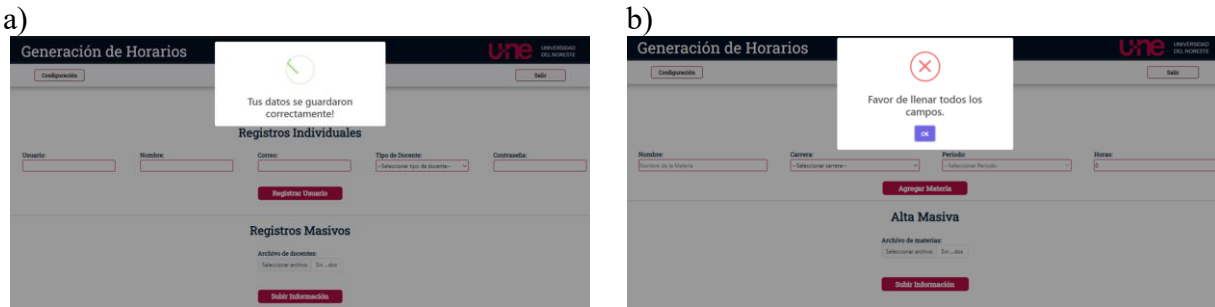 a)
Generación de Horarios
une UNIVERSIDAD
DEL NORESTE
Configuración
Salir
Tus datos se guardaron
correctamente!
Registros Individuales
Usuario: Nombre: Correo: Tipo de Docente: Contraseña:
--Seleccionar tipo de docente--
Registrar Usuario
Registros Masivos
Archivo de docentes:
Seleccionar archivo Sin ...dos
Subir Información
b)
Generación de Horarios
une UNIVERSIDAD
DEL NORESTE
Configuración
Salir
Favor de llenar todos los
campos.
OK
Nombre: Carrera: Periodo: Horas:
Nombre de la Materia --Seleccionar carrera-- --Seleccionar Periodo-- 0
Agregar Materia
Alta Masiva
Archivo de materias:
Seleccionar archivo Sin ...dos
Subir Información